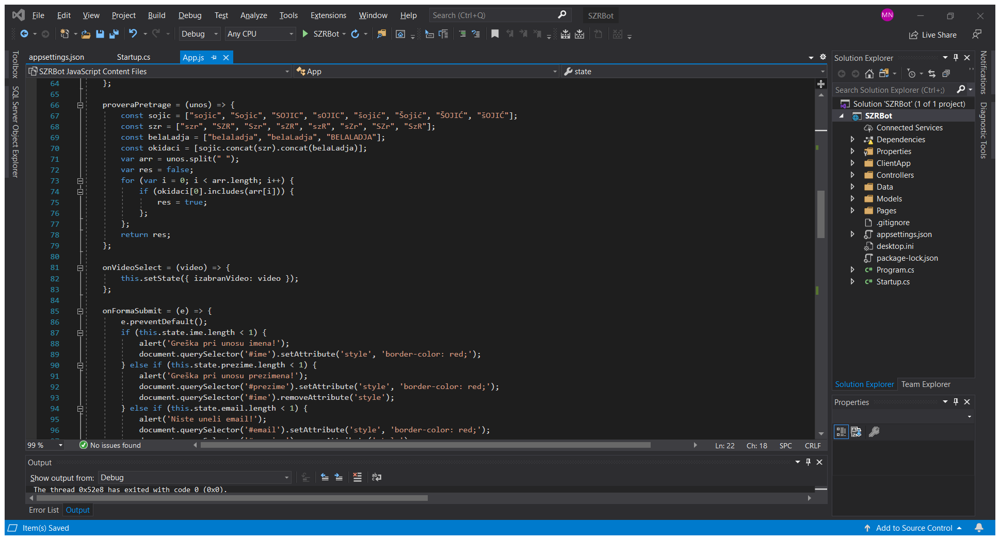 File Edit View Project Build Debug Test Analyze Tools Extensions Window Help Search (Ctrl+Q) SZRBot MN
Debug Any CPU SZRBot Live Share
appsettings.json Startup.cs App.js
SZRBot JavaScript Content Files App state
Toolbox
SQL Server Object Explorer
64 };
65
66 proveraPretrage = (unos) => {
67 const sojic = ["sojic", "Sojic", "SOJIC", "sOJIC", "šojić", "Šojić", "ŠOJIĆ", "šOJIĆ"];
68 const szr = ["szr", "SZR", "Szr", "sZR", "szR", "sZr", "SZr", "SzR"];
69 const belaLadja = ["belaladja", "belaLadja", "BELALADJA"];
70 const okidaci = [sojic.concat(szr).concat(belaLadja)];
71 var arr = unos.split(" ");
72 var res = false;
73 for (var i = 0; i < arr.length; i++) {
74 if (okidaci[0].includes(arr[i])) {
75 res = true;
76 };
77 };
78 return res;
79 };
80
81 onVideoSelect = (video) => {
82 this.setState({ izabranVideo: video });
83 };
84
85 onFormaSubmit = (e) => {
86 e.preventDefault();
87 if (this.state.ime.length < 1) {
88 alert('Greška pri unosu imena!');
89 document.querySelector('#ime').setAttribute('style', 'border-color: red;');
90 } else if (this.state.prezime.length < 1) {
91 alert('Greška pri unosu prezimena!');
92 document.querySelector('#prezime').setAttribute('style', 'border-color: red;');
93 document.querySelector('#ime').removeAttribute('style');
94 } else if (this.state.email.length < 1) {
95 alert('Niste uneli email!');
96 document.querySelector('#email').setAttribute('style', 'border-color: red;');
99 % No issues found Ln: 22 Ch: 18 SPC CRLF
Output
Show output from: Debug
The thread 0x52e8 has exited with code 0 (0x0).
Error List Output
Solution Explorer
Search Solution Explorer (Ctrl+;)
Solution 'SZRBot' (1 of 1 project)
SZRBot
Connected Services
Dependencies
Properties
ClientApp
Controllers
Data
Models
Pages
.gitignore
appsettings.json
desktop.ini
package-lock.json
C# Program.cs
C# Startup.cs
Solution Explorer Team Explorer
Properties
Notifications
Diagnostic Tools
Item(s) Saved Add to Source Control